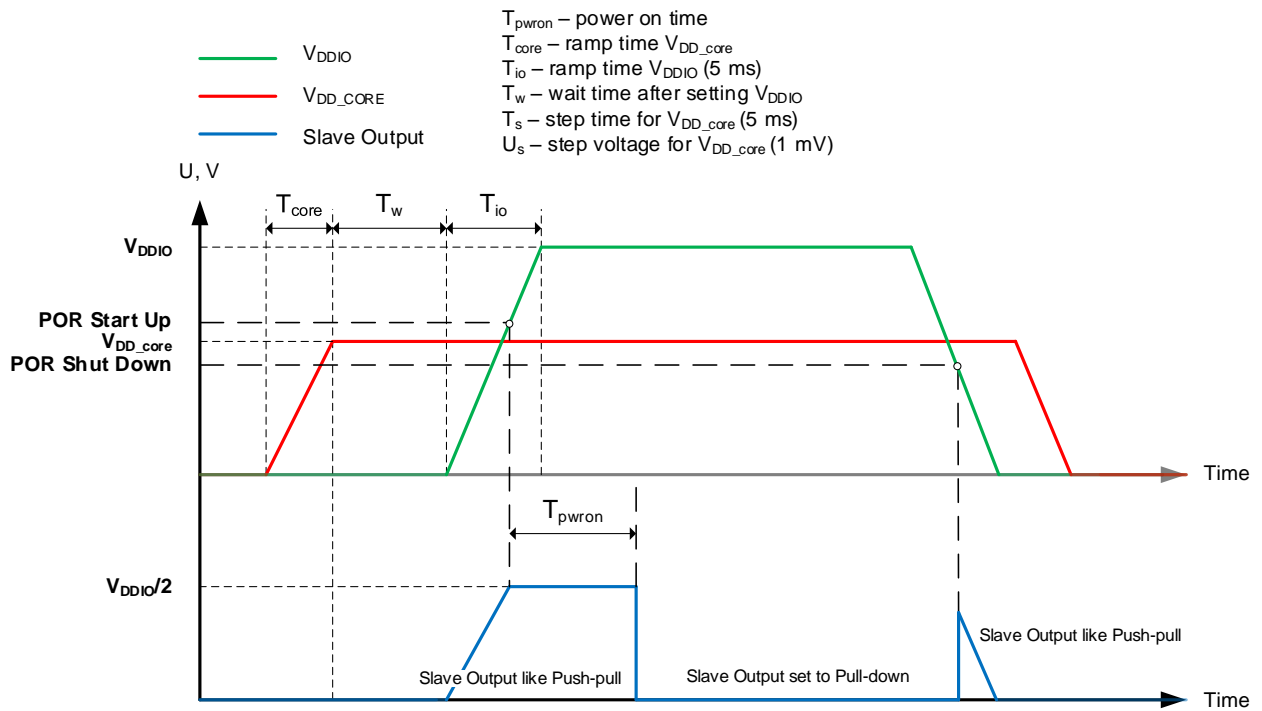 V_DDIO
V_DD_CORE
Slave Output
T_pwron – power on time
T_core – ramp time V_DD_core
T_io – ramp time V_DDIO (5 ms)
T_w – wait time after setting V_DDIO
T_s – step time for V_DD_core (5 ms)
U_s – step voltage for V_DD_core (1 mV)
U, V
T_core
T_w
T_io
V_DDIO
POR Start Up
V_DD_core
POR Shut Down
Time
T_pwron
V_DDIO/2
Slave Output like Push-pull
Slave Output like Push-pull
Slave Output set to Pull-down
Time